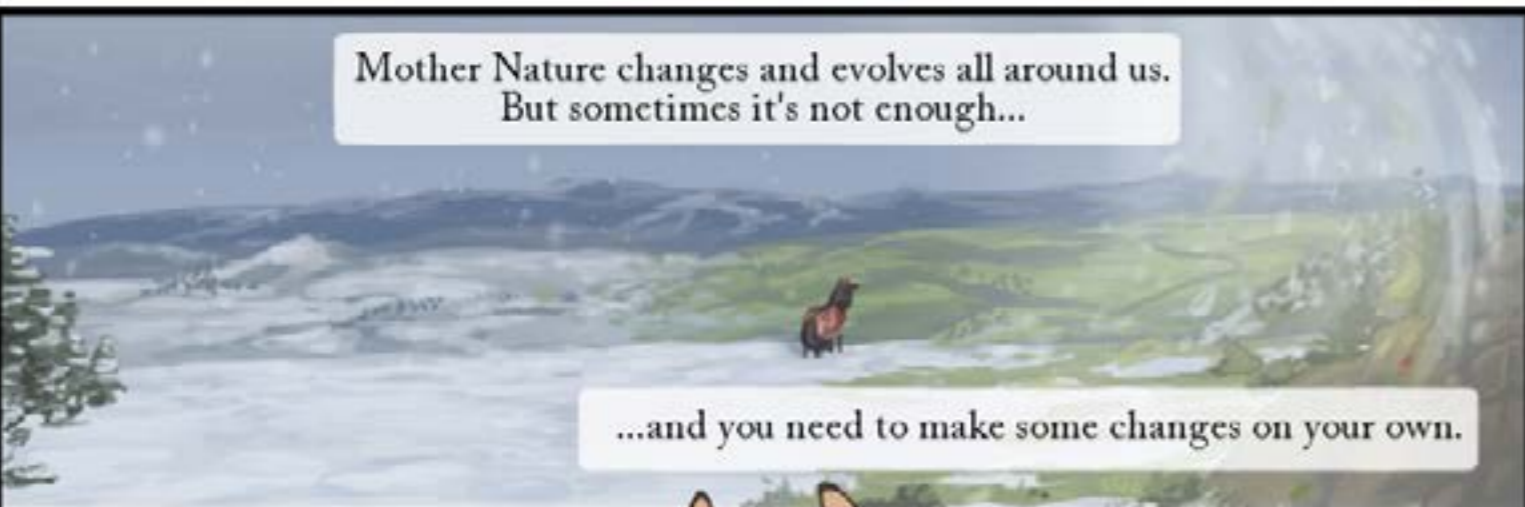 Mother Nature changes and evolves all around us.
But sometimes it's not enough...
...and you need to make some changes on your own.